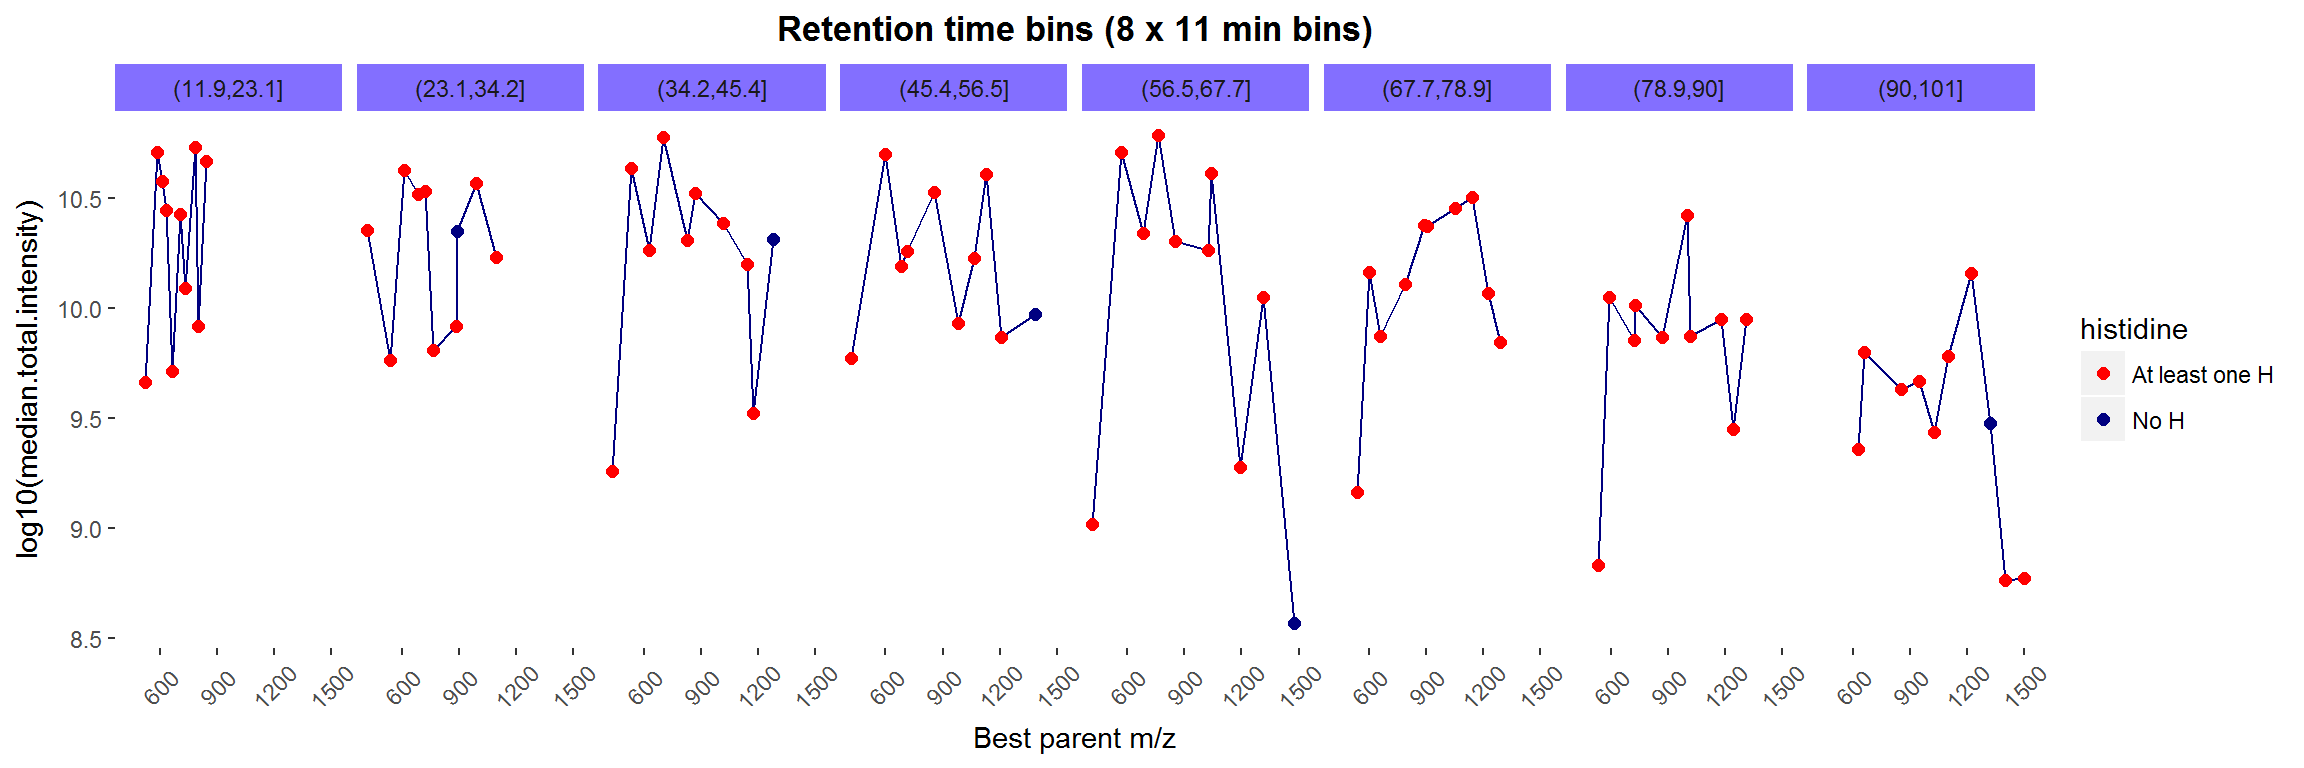 Retention time bins (8 x 11 min bins)
(11.9,23.1] (23.1,34.2] (34.2,45.4] (45.4,56.5] (56.5,67.7] (67.7,78.9] (78.9,90] (90,101]
log10(median.total.intensity)
10.5
10.0
9.5
9.0
8.5
600 900 1200 1500 600 900 1200 1500 600 900 1200 1500 600 900 1200 1500 600 900 1200 1500 600 900 1200 1500 600 900 1200 1500 600 900 1200 1500
Best parent m/z
histidine
At least one H
No H